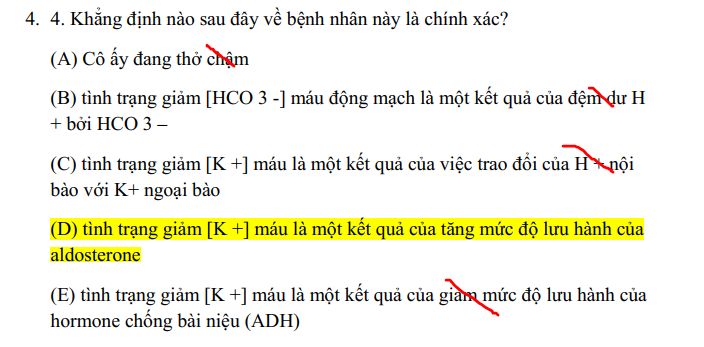 4. 4. Khẳng định nào sau đây về bệnh nhân này là chính xác?
(A) Cô ấy đang thở chậm
(B) tình trạng giảm [HCO 3 -] máu động mạch là một kết quả của đệm dư H
+ bởi HCO 3 –
(C) tình trạng giảm [K +] máu là một kết quả của việc trao đổi của H + nội
bào với K+ ngoại bào
(D) tình trạng giảm [K +] máu là một kết quả của tăng mức độ lưu hành của
aldosterone
(E) tình trạng giảm [K +] máu là một kết quả của giảm mức độ lưu hành của
hormone chống bài niệu (ADH)